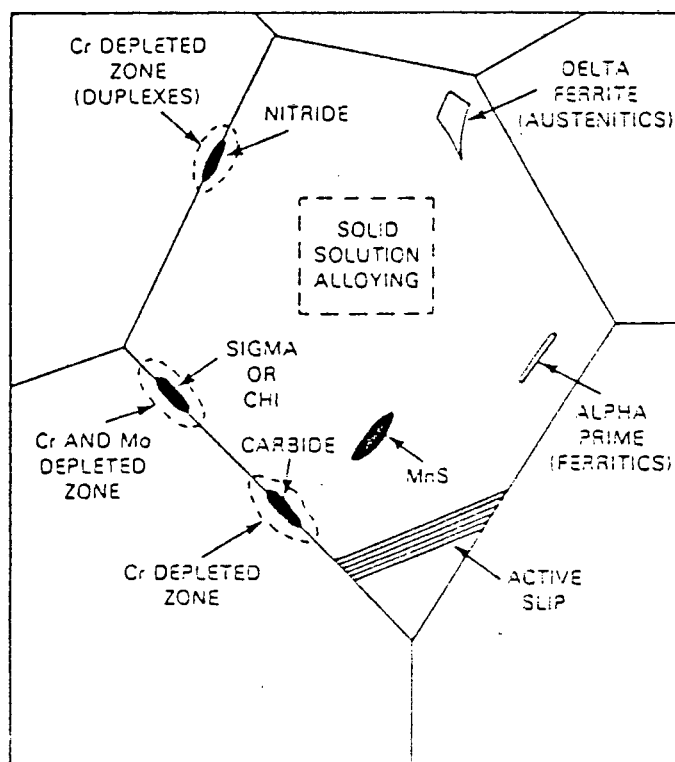 Cr DEPLETED
ZONE
(DUPLEXES)
NITRIDE
DELTA
FERRITE
(AUSTENITICS)
SOLID
SOLUTION
ALLOYING
SIGMA
OR
CHI
Cr AND Mo
DEPLETED
ZONE
CARBIDE
MnS
ALPHA
PRIME
(FERRITICS)
Cr DEPLETED
ZONE
ACTIVE
SLIP